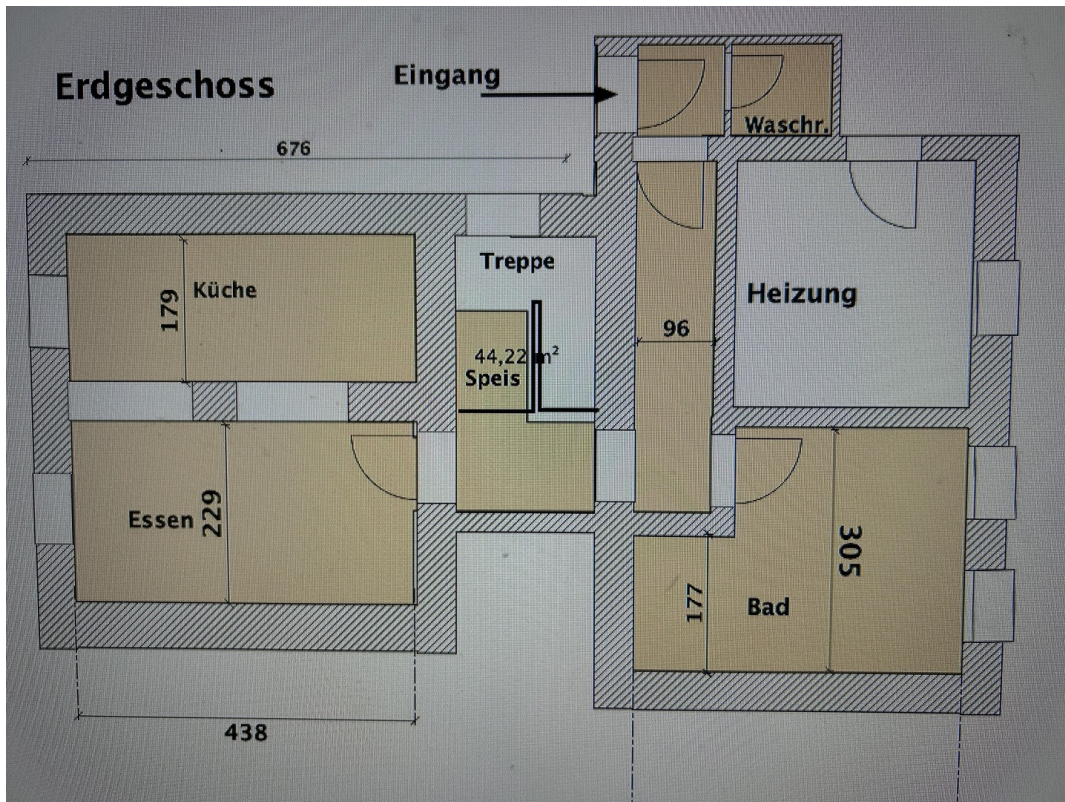 Erdgeschoss
Eingang
Waschr.
676
Treppe
Küche
179
Heizung
96
44,22 m²
Speis
Essen
229
305
177
Bad
438